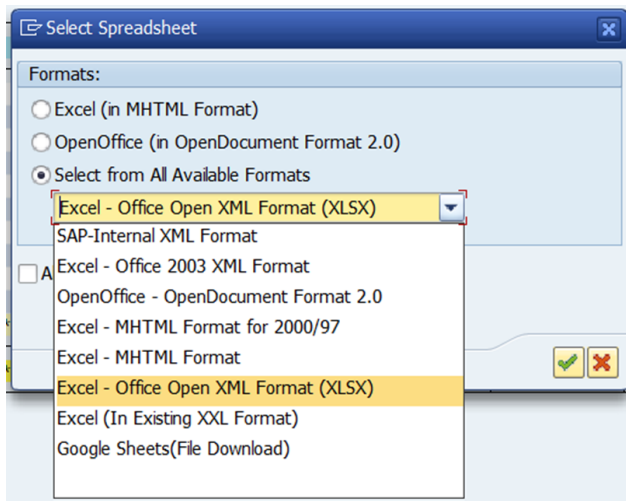 Select Spreadsheet
Formats:
Excel (in MHTML Format)
OpenOffice (in OpenDocument Format 2.0)
Select from All Available Formats
Excel - Office Open XML Format (XLSX)
SAP-Internal XML Format
A
Excel - Office 2003 XML Format
OpenOffice - OpenDocument Format 2.0
Excel - MHTML Format for 2000/97
Excel - MHTML Format
Excel - Office Open XML Format (XLSX)
Excel (In Existing XXL Format)
Google Sheets(File Download)